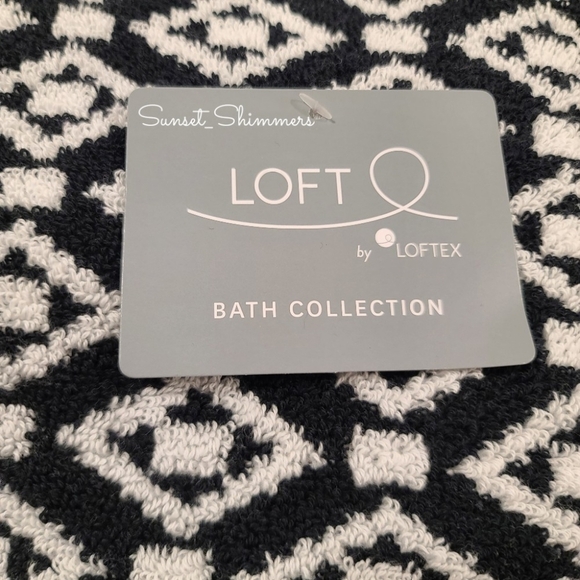 Sunset_Shimmers
LOFT
by LOFTEX
BATH COLLECTION